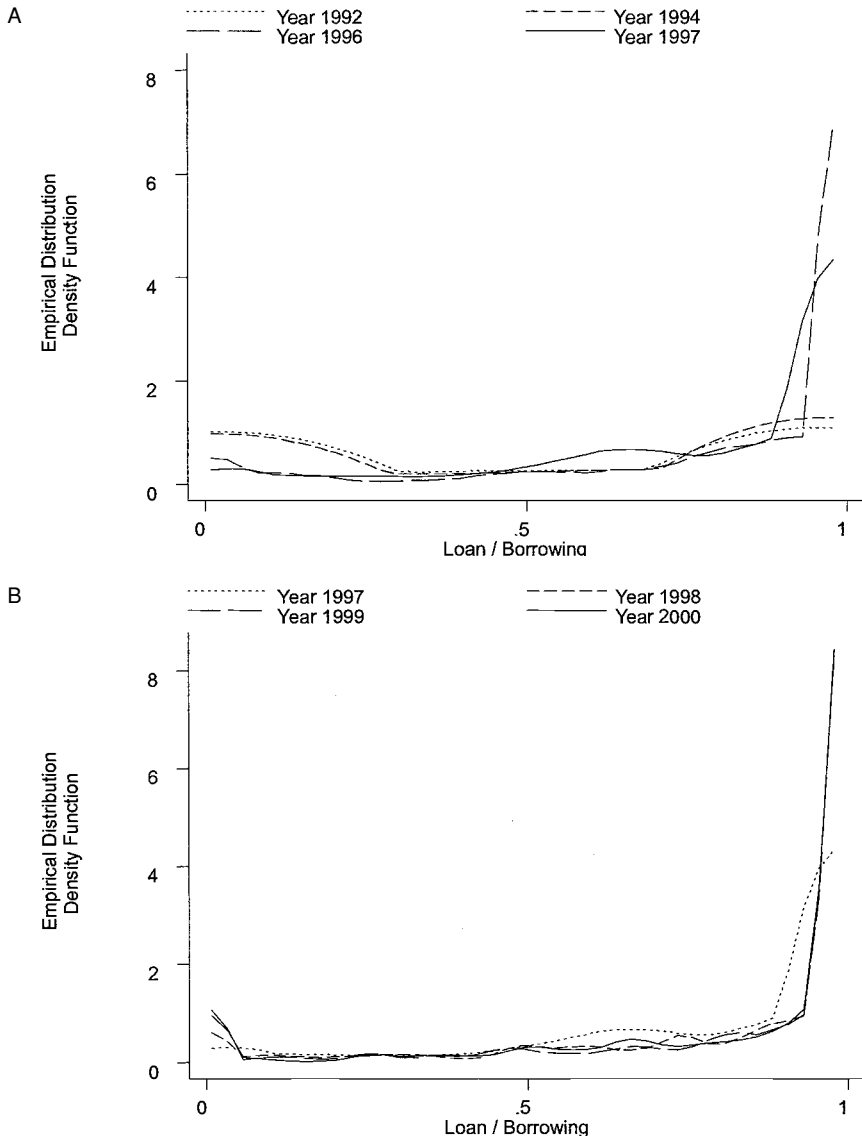 A
Year 1992
Year 1994
Year 1996
Year 1997
8
6
4
2
0
Empirical Distribution
Density Function
0
.5
1
Loan / Borrowing
B
Year 1997
Year 1998
Year 1999
Year 2000
8
6
4
2
0
Empirical Distribution
Density Function
0
.5
1
Loan / Borrowing